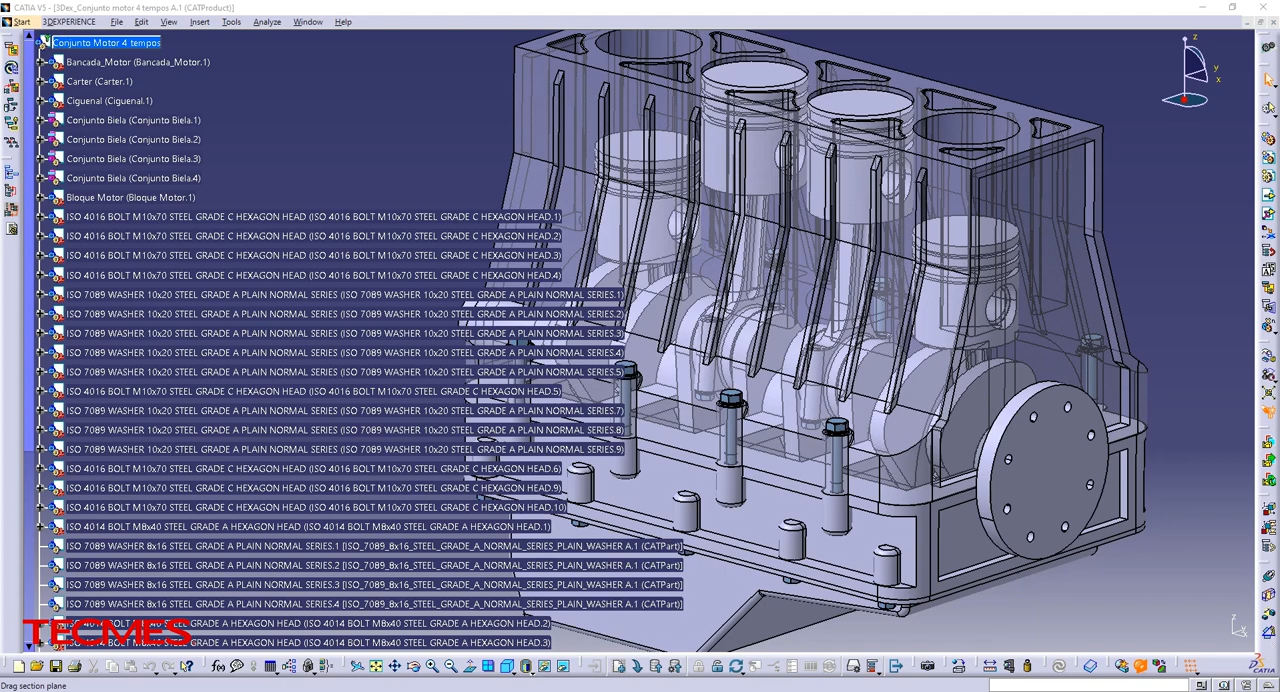 CATIA V5 - [3Dex_Conjunto motor 4 tempos A.1 (CATProduct)]
Start 3DEXPERIENCE File Edit View Insert Tools Analyze Window Help
Conjunto Motor 4 tempos
Bancada_Motor (Bancada_Motor.1)
Carter (Carter.1)
Ciguenal (Ciguenal.1)
Conjunto Biela (Conjunto Biela.1)
Conjunto Biela (Conjunto Biela.2)
Conjunto Biela (Conjunto Biela.3)
Conjunto Biela (Conjunto Biela.4)
Bloque Motor (Bloque Motor.1)
ISO 4016 BOLT M10x70 STEEL GRADE C HEXAGON HEAD (ISO 4016 BOLT M10x70 STEEL GRADE C HEXAGON HEAD.1)
ISO 4016 BOLT M10x70 STEEL GRADE C HEXAGON HEAD (ISO 4016 BOLT M10x70 STEEL GRADE C HEXAGON HEAD.2)
ISO 4016 BOLT M10x70 STEEL GRADE C HEXAGON HEAD (ISO 4016 BOLT M10x70 STEEL GRADE C HEXAGON HEAD.3)
ISO 4016 BOLT M10x70 STEEL GRADE C HEXAGON HEAD (ISO 4016 BOLT M10x70 STEEL GRADE C HEXAGON HEAD.4)
ISO 7089 WASHER 10x20 STEEL GRADE A PLAIN NORMAL SERIES (ISO 7089 WASHER 10x20 STEEL GRADE A PLAIN NORMAL SERIES.1)
ISO 7089 WASHER 10x20 STEEL GRADE A PLAIN NORMAL SERIES (ISO 7089 WASHER 10x20 STEEL GRADE A PLAIN NORMAL SERIES.2)
ISO 7089 WASHER 10x20 STEEL GRADE A PLAIN NORMAL SERIES (ISO 7089 WASHER 10x20 STEEL GRADE A PLAIN NORMAL SERIES.3)
ISO 7089 WASHER 10x20 STEEL GRADE A PLAIN NORMAL SERIES (ISO 7089 WASHER 10x20 STEEL GRADE A PLAIN NORMAL SERIES.4)
ISO 7089 WASHER 10x20 STEEL GRADE A PLAIN NORMAL SERIES (ISO 7089 WASHER 10x20 STEEL GRADE A PLAIN NORMAL SERIES.5)
ISO 4016 BOLT M10x70 STEEL GRADE C HEXAGON HEAD (ISO 4016 BOLT M10x70 STEEL GRADE C HEXAGON HEAD.5)
ISO 7089 WASHER 10x20 STEEL GRADE A PLAIN NORMAL SERIES (ISO 7089 WASHER 10x20 STEEL GRADE A PLAIN NORMAL SERIES.7)
ISO 7089 WASHER 10x20 STEEL GRADE A PLAIN NORMAL SERIES (ISO 7089 WASHER 10x20 STEEL GRADE A PLAIN NORMAL SERIES.8)
ISO 7089 WASHER 10x20 STEEL GRADE A PLAIN NORMAL SERIES (ISO 7089 WASHER 10x20 STEEL GRADE A PLAIN NORMAL SERIES.9)
ISO 4016 BOLT M10x70 STEEL GRADE C HEXAGON HEAD (ISO 4016 BOLT M10x70 STEEL GRADE C HEXAGON HEAD.6)
ISO 4016 BOLT M10x70 STEEL GRADE C HEXAGON HEAD (ISO 4016 BOLT M10x70 STEEL GRADE C HEXAGON HEAD.9)
ISO 4016 BOLT M10x70 STEEL GRADE C HEXAGON HEAD (ISO 4016 BOLT M10x70 STEEL GRADE C HEXAGON HEAD.10)
ISO 4014 BOLT M8x40 STEEL GRADE A HEXAGON HEAD (ISO 4014 BOLT M8x40 STEEL GRADE A HEXAGON HEAD.1)
ISO 7089 WASHER 8x16 STEEL GRADE A PLAIN NORMAL SERIES.1 [ISO_7089_8x16_STEEL_GRADE_A_NORMAL_SERIES_PLAIN_WASHER A.1 (CATPart)]
ISO 7089 WASHER 8x16 STEEL GRADE A PLAIN NORMAL SERIES.2 [ISO_7089_8x16_STEEL_GRADE_A_NORMAL_SERIES_PLAIN_WASHER A.1 (CATPart)]
ISO 7089 WASHER 8x16 STEEL GRADE A PLAIN NORMAL SERIES.3 [ISO_7089_8x16_STEEL_GRADE_A_NORMAL_SERIES_PLAIN_WASHER A.1 (CATPart)]
ISO 7089 WASHER 8x16 STEEL GRADE A PLAIN NORMAL SERIES.4 [ISO_7089_8x16_STEEL_GRADE_A_NORMAL_SERIES_PLAIN_WASHER A.1 (CATPart)]
ISO 4014 BOLT M8x40 STEEL GRADE A HEXAGON HEAD (ISO 4014 BOLT M8x40 STEEL GRADE A HEXAGON HEAD.2)
ISO 4014 BOLT M8x40 STEEL GRADE A HEXAGON HEAD (ISO 4014 BOLT M8x40 STEEL GRADE A HEXAGON HEAD.3)
TECMES
z
y
x
z
f(x)
CATIA
Drag section plane